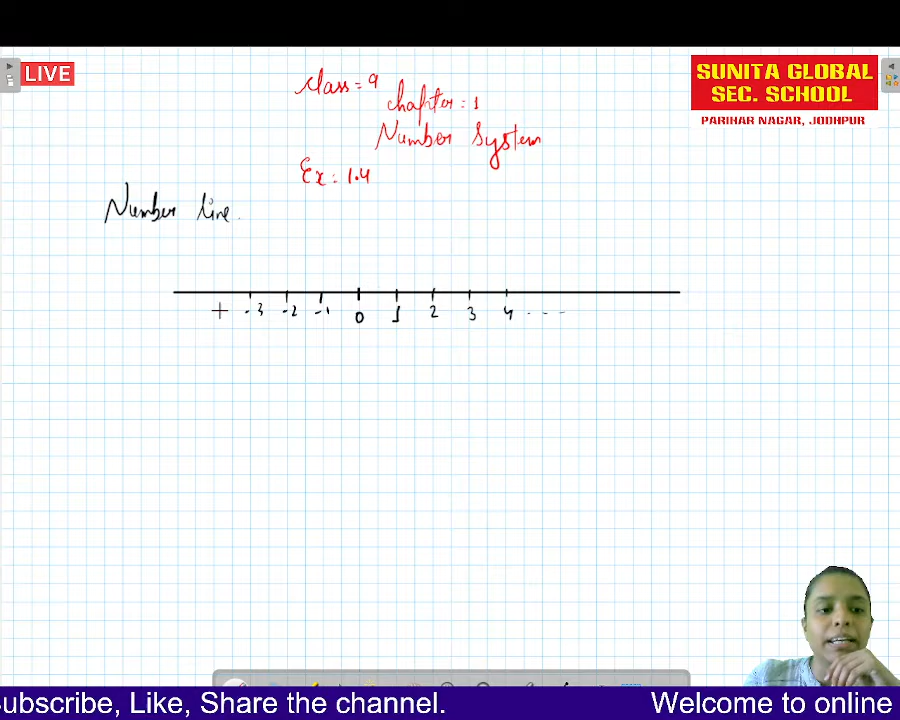 LIVE
SUNITA GLOBAL
SEC. SCHOOL
PARIHAR NAGAR, JODHPUR
Class = 9
Chapter : 1
Number System
Ex : 1.4
Number line.
-3 -2 -1 0 1 2 3 4 - - -
ubscribe, Like, Share the channel. Welcome to online